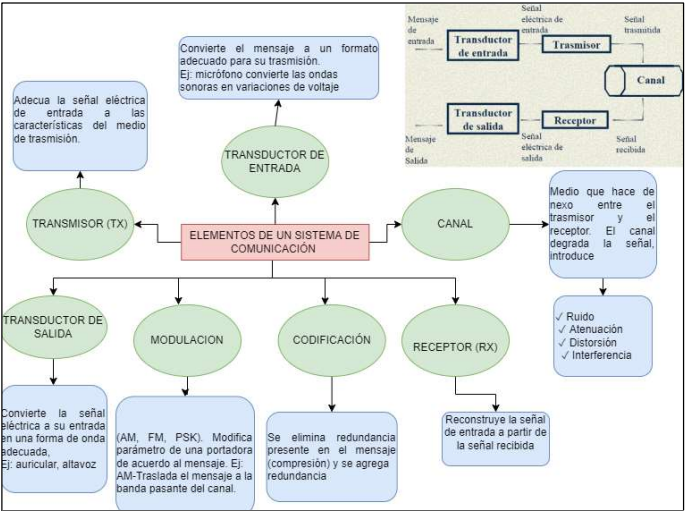 Convierte el mensaje a un formato
adecuado para su trasmisión.
Ej: micrófono convierte las ondas
sonoras en variaciones de voltaje
Mensaje
de
entrada
Transductor
de entrada
Señal
eléctrica de
entrada
Trasmisor
Señal
trasmitida
Canal
Transductor
de salida
Receptor
Mensaje
de
Salida
Señal
eléctrica de
salida
Señal
recibida
Adecua la señal eléctrica
de entrada a las
características del medio
de trasmisión.
TRANSDUCTOR DE
ENTRADA
TRANSMISOR (TX)
ELEMENTOS DE UN SISTEMA DE
COMUNICACIÓN
CANAL
Medio que hace de
nexo entre el
trasmisor y el
receptor. El canal
degrada la señal,
introduce
✓ Ruido
✓ Atenuación
✓ Distorsión
✓ Interferencia
TRANSDUCTOR DE
SALIDA
MODULACION
CODIFICACIÓN
RECEPTOR (RX)
Convierte la señal
eléctrica a su entrada
en una forma de onda
adecuada,
Ej: auricular, altavoz
(AM, FM, PSK). Modifica
parámetro de una portadora
de acuerdo al mensaje. Ej:
AM-Traslada el mensaje a la
banda pasante del canal.
Se elimina redundancia
presente en el mensaje
(compresión) y se agrega
redundancia
Reconstruye la señal
de entrada a partir de
la señal recibida